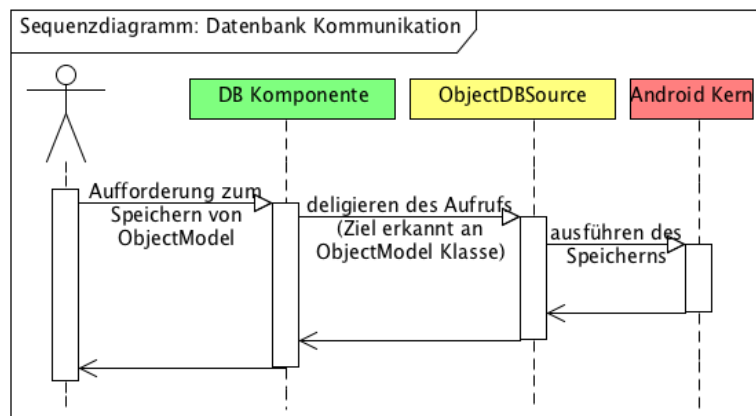 Sequenzdiagramm: Datenbank Kommunikation
DB Komponente
ObjectDBSource
Android Kern
Aufforderung zum
Speichern von
ObjectModel
deligieren des Aufrufs
(Ziel erkannt an
ObjectModel Klasse)
ausführen des
Speicherns